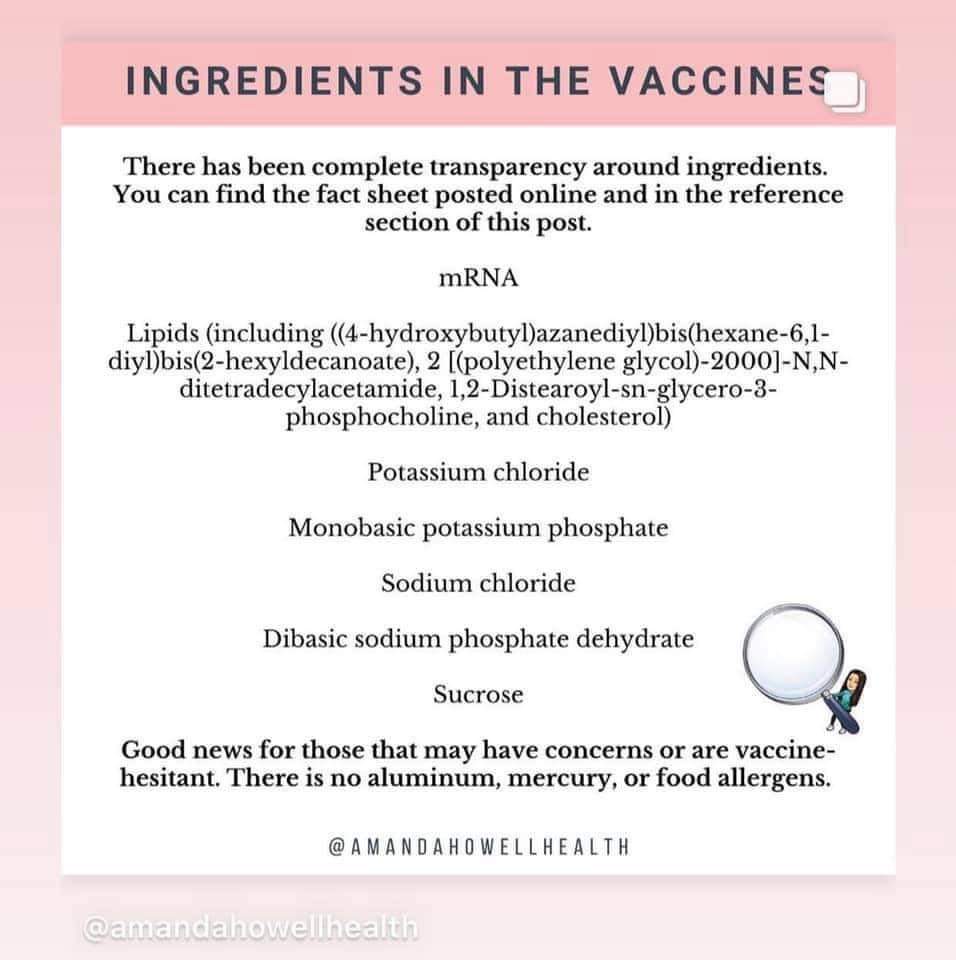 INGREDIENTS IN THE VACCINES
There has been complete transparency around ingredients.
You can find the fact sheet posted online and in the reference
section of this post.
mRNA
Lipids (including ((4-hydroxybutyl)azanediyl)bis(hexane-6,1-
diyl)bis(2-hexyldecanoate), 2 [(polyethylene glycol)-2000]-N,N-
ditetradecylacetamide, 1,2-Distearoyl-sn-glycero-3-
phosphocholine, and cholesterol)
Potassium chloride
Monobasic potassium phosphate
Sodium chloride
Dibasic sodium phosphate dehydrate
Sucrose
Good news for those that may have concerns or are vaccine-
hesitant. There is no aluminum, mercury, or food allergens.
@AMANDAHOWELLHEALTH
@amandahowellhealth